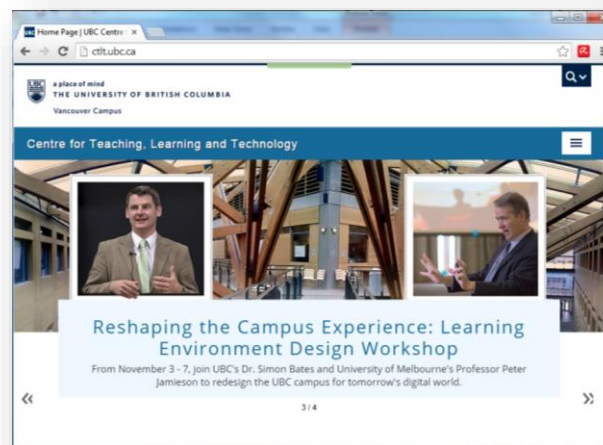 Home Page | UBC Centre
ctlt.ubc.ca
UBC
a place of mind
THE UNIVERSITY OF BRITISH COLUMBIA
Vancouver Campus
Centre for Teaching, Learning and Technology
Reshaping the Campus Experience: Learning
Environment Design Workshop
From November 3 - 7, join UBC's Dr. Simon Bates and University of Melbourne's Professor Peter
Jamieson to redesign the UBC campus for tomorrow's digital world.
3 / 4